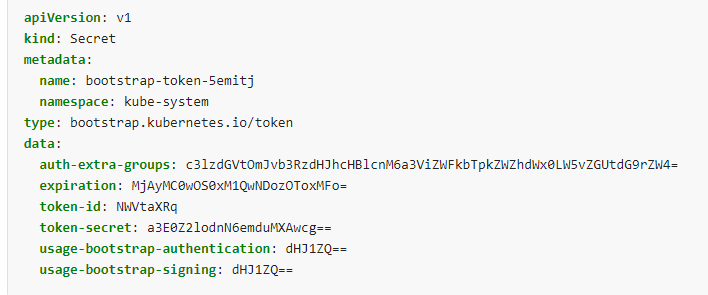 apiVersion: v1
kind: Secret
metadata:
  name: bootstrap-token-5emitj
  namespace: kube-system
type: bootstrap.kubernetes.io/token
data:
  auth-extra-groups: c3lzdGVtOmJvb3RzdHJhcHBlcnM6a3ViZWFkbTpkZWZhdWx0LW5vZGUtdG9rZW4=
  expiration: MjAyMC0wOS0xM1QwNDozOToxMFo=
  token-id: NWVtaXRq
  token-secret: a3E0Z2lodnN6emduMXAwcg==
  usage-bootstrap-authentication: dHJ1ZQ==
  usage-bootstrap-signing: dHJ1ZQ==